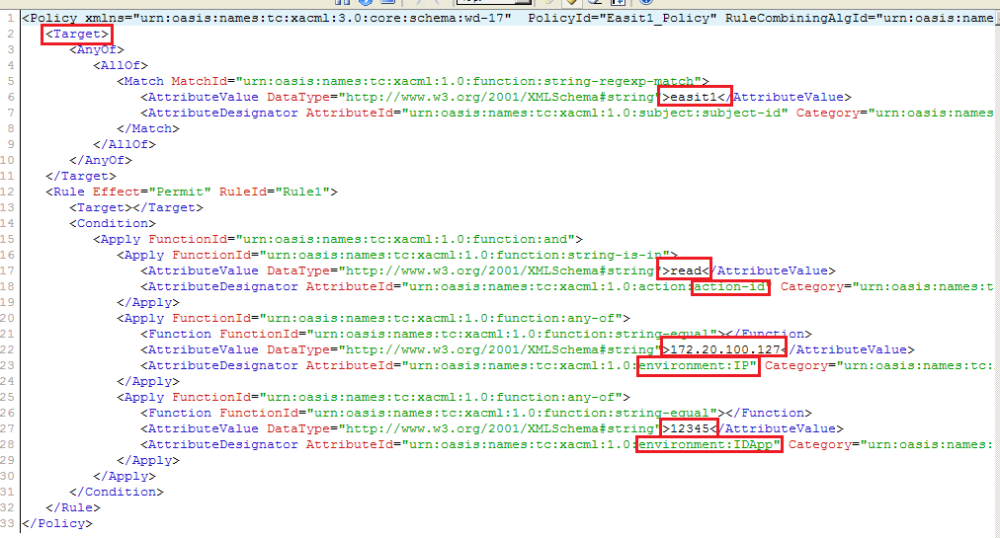 1 <Policy xmlns="urn:oasis:names:tc:xacml:3.0:core:schema:wd-17"  PolicyId="Easit1_Policy" RuleCombiningAlgId="urn:oasis:name
2 <Target>
3 <AnyOf>
4 <AllOf>
5 <Match MatchId="urn:oasis:names:tc:xacml:1.0:function:string-regexp-match">
6 <AttributeValue DataType="http://www.w3.org/2001/XMLSchema#string">easit1</AttributeValue>
7 <AttributeDesignator AttributeId="urn:oasis:names:tc:xacml:1.0:subject:subject-id" Category="urn:oasis:names
8 </Match>
9 </AllOf>
10 </AnyOf>
11 </Target>
12 <Rule Effect="Permit" RuleId="Rule1">
13 <Target></Target>
14 <Condition>
15 <Apply FunctionId="urn:oasis:names:tc:xacml:1.0:function:and">
16 <Apply FunctionId="urn:oasis:names:tc:xacml:1.0:function:string-is-in">
17 <AttributeValue DataType="http://www.w3.org/2001/XMLSchema#string">read</AttributeValue>
18 <AttributeDesignator AttributeId="urn:oasis:names:tc:xacml:1.0:action:action-id" Category="urn:oasis:names:t
19 </Apply>
20 <Apply FunctionId="urn:oasis:names:tc:xacml:1.0:function:any-of">
21 <Function FunctionId="urn:oasis:names:tc:xacml:1.0:function:string-equal"></Function>
22 <AttributeValue DataType="http://www.w3.org/2001/XMLSchema#string">172.20.100.127</AttributeValue>
23 <AttributeDesignator AttributeId="urn:oasis:names:tc:xacml:1.0:environment:IP" Category="urn:oasis:names:tc:
24 </Apply>
25 <Apply FunctionId="urn:oasis:names:tc:xacml:1.0:function:any-of">
26 <Function FunctionId="urn:oasis:names:tc:xacml:1.0:function:string-equal"></Function>
27 <AttributeValue DataType="http://www.w3.org/2001/XMLSchema#string">12345</AttributeValue>
28 <AttributeDesignator AttributeId="urn:oasis:names:tc:xacml:1.0:environment:IDApp" Category="urn:oasis:names:
29 </Apply>
30 </Apply>
31 </Condition>
32 </Rule>
33 </Policy>